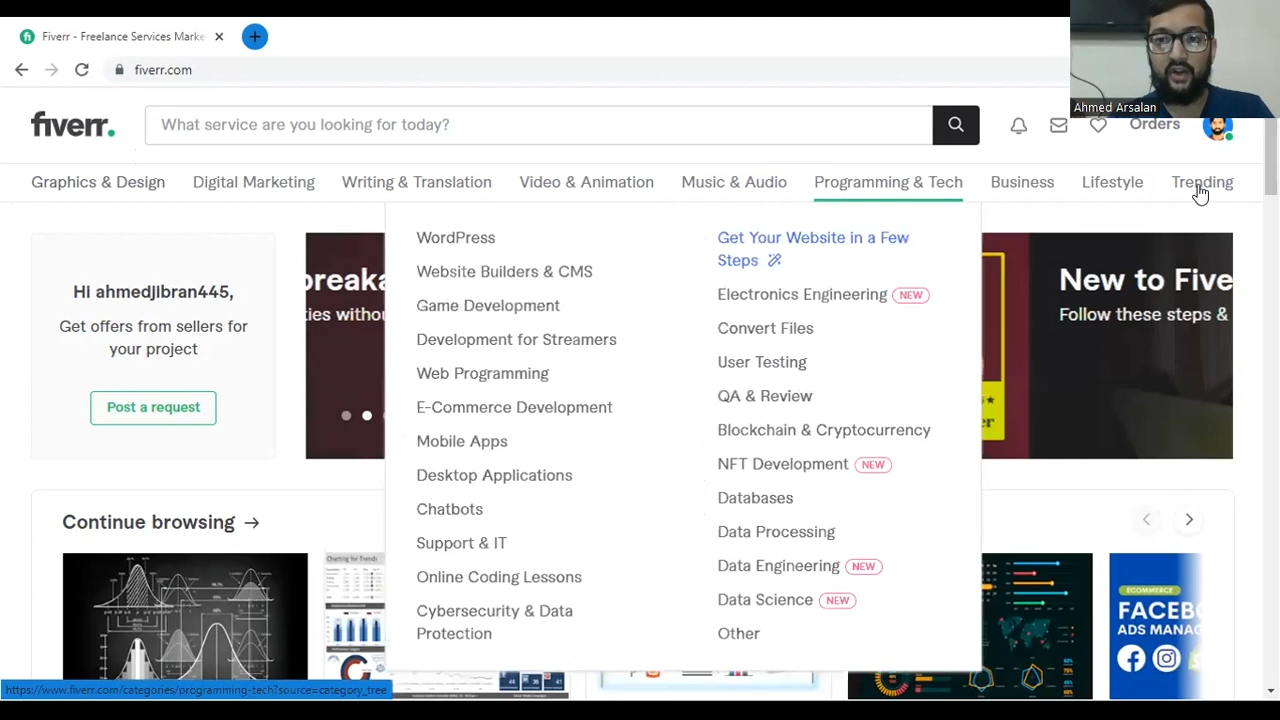 Fiverr - Freelance Services Marke
fiverr.com
Ahmed Arsalan
fiverr.
What service are you looking for today?
Orders
Graphics & Design
Digital Marketing
Writing & Translation
Video & Animation
Music & Audio
Programming & Tech
Business
Lifestyle
Trending
HI ahmedjlbran445,
Get offers from sellers for
your project
Post a request
WordPress
Website Builders & CMS
Game Development
Development for Streamers
Web Programming
E-Commerce Development
Mobile Apps
Desktop Applications
Chatbots
Support & IT
Online Coding Lessons
Cybersecurity & Data
Protection
Get Your Website in a Few
Steps
Electronics Engineering NEW
Convert Files
User Testing
QA & Review
Blockchain & Cryptocurrency
NFT Development NEW
Databases
Data Processing
Data Engineering NEW
Data Science NEW
Other
New to Five
Follow these steps &
Continue browsing →
Charting for Trends
ECOMMERCE
FACEBO
ADS MANAG
https://www.fiverr.com/categories/programming-tech?source=category_tree